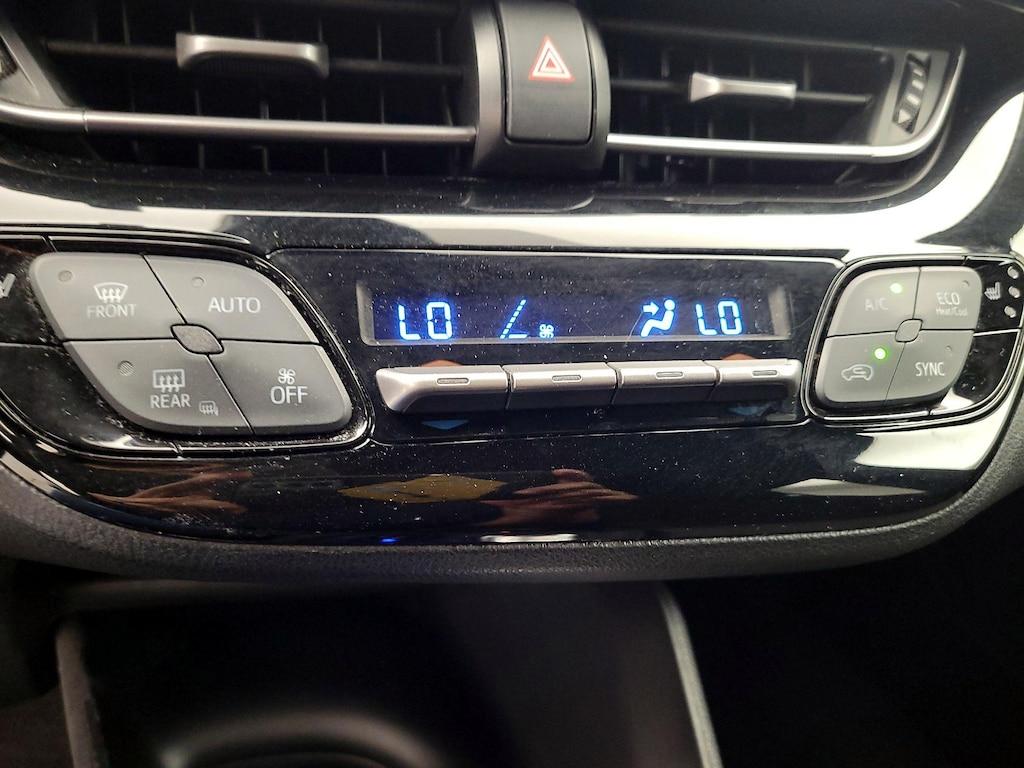 FRONT
AUTO
REAR
OFF
LO
LO
A/C
ECO
Heat/Cool
SYNC